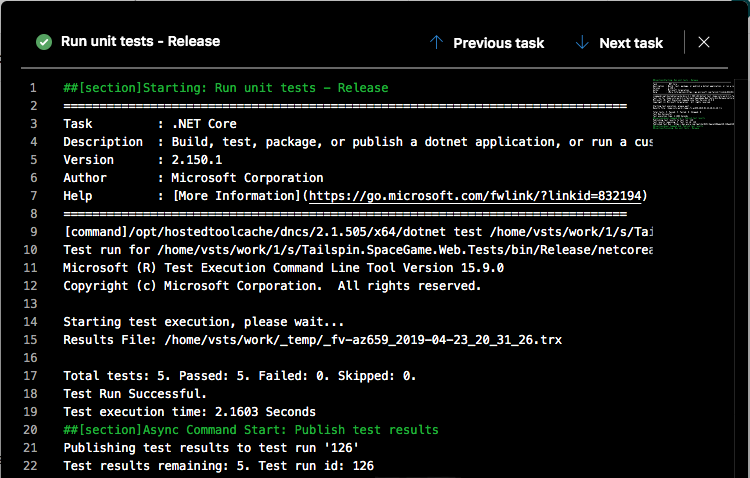 Run unit tests - Release
Previous task
Next task
1 ##[section]Starting: Run unit tests - Release
2 ==============================================================================
3 Task : .NET Core
4 Description : Build, test, package, or publish a dotnet application, or run a cus
5 Version : 2.150.1
6 Author : Microsoft Corporation
7 Help : [More Information](https://go.microsoft.com/fwlink/?linkid=832194)
8 ==============================================================================
9 [command]/opt/hostedtoolcache/dncs/2.1.505/x64/dotnet test /home/vsts/work/1/s/Tai
10 Test run for /home/vsts/work/1/s/Tailspin.SpaceGame.Web.Tests/bin/Release/netcorea
11 Microsoft (R) Test Execution Command Line Tool Version 15.9.0
12 Copyright (c) Microsoft Corporation. All rights reserved.
13
14 Starting test execution, please wait...
15 Results File: /home/vsts/work/_temp/_fv-az659_2019-04-23_20_31_26.trx
16
17 Total tests: 5. Passed: 5. Failed: 0. Skipped: 0.
18 Test Run Successful.
19 Test execution time: 2.1603 Seconds
20 ##[section]Async Command Start: Publish test results
21 Publishing test results to test run '126'
22 Test results remaining: 5. Test run id: 126